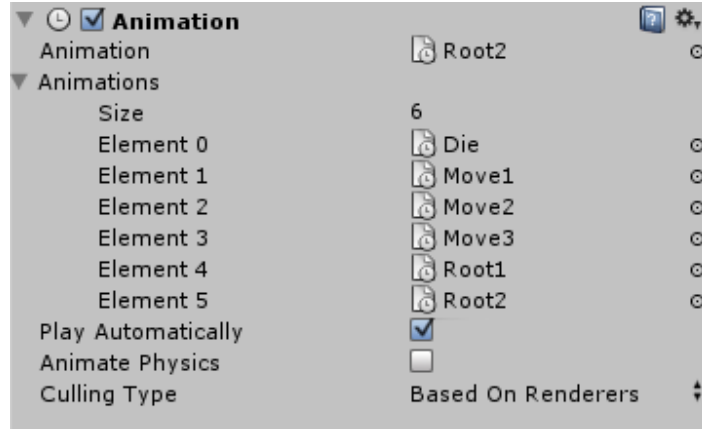 Animation
Animation Root2
Animations
Size 6
Element 0 Die
Element 1 Move1
Element 2 Move2
Element 3 Move3
Element 4 Root1
Element 5 Root2
Play Automatically
Animate Physics
Culling Type Based On Renderers